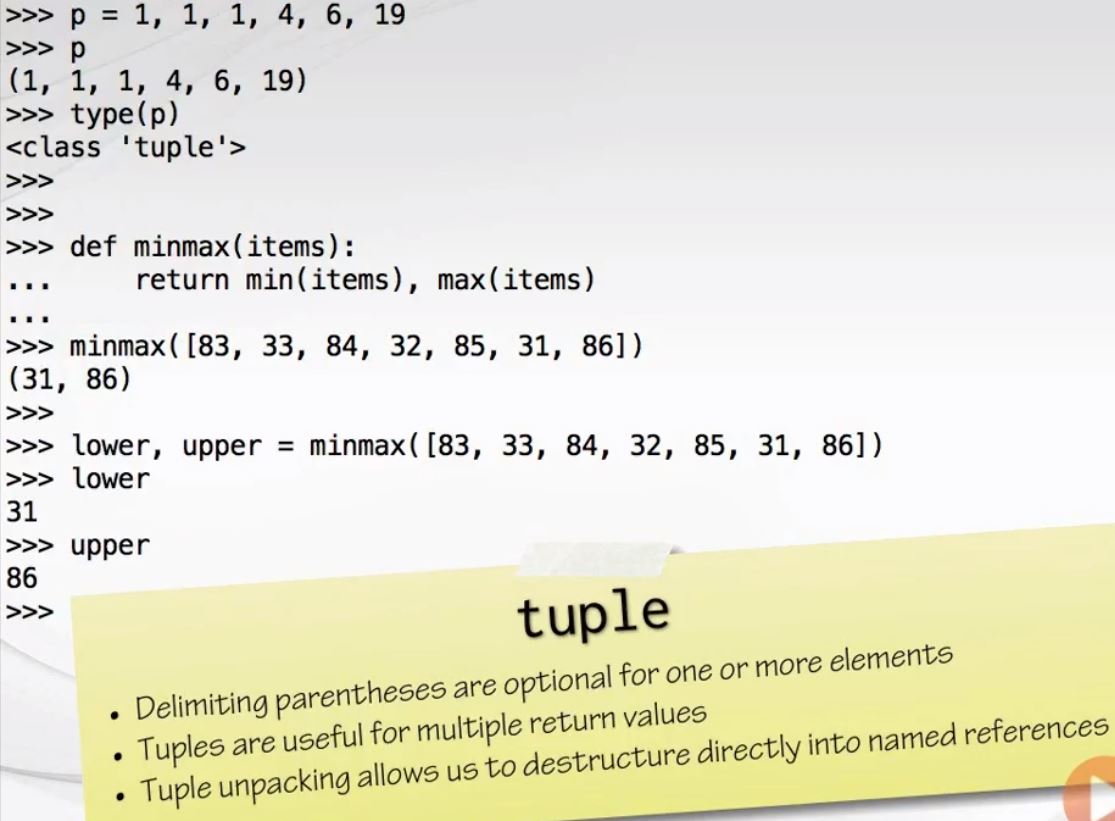 >>> p = 1, 1, 1, 4, 6, 19
>>> p
(1, 1, 1, 4, 6, 19)
>>> type(p)
<class 'tuple'>
>>>
>>>
>>> def minmax(items):
...     return min(items), max(items)
...
>>> minmax([83, 33, 84, 32, 85, 31, 86])
(31, 86)
>>>
>>> lower, upper = minmax([83, 33, 84, 32, 85, 31, 86])
>>> lower
31
>>> upper
86
>>>
tuple
• Delimiting parentheses are optional for one or more elements
• Tuples are useful for multiple return values
• Tuple unpacking allows us to destructure directly into named references